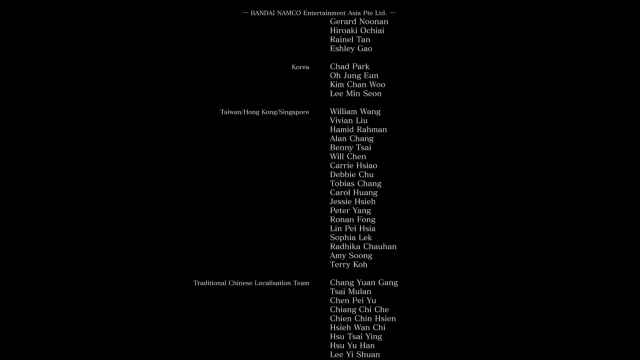 — BANDAI NAMCO Entertainment Asia Pte Ltd. —
Gerard Noonan
Hiroaki Ochiai
Rainel Tan
Eshley Gao
Korea Chad Park
Oh Jung Eun
Kim Chan Woo
Lee Min Seon
Taiwan/Hong Kong/Singapore William Wang
Vivian Liu
Hamid Rahman
Alan Chang
Benny Tsai
Will Chen
Carrie Hsiao
Debbie Chu
Tobias Chang
Carol Huang
Jessie Hsieh
Peter Yang
Ronan Fong
Lin Pei Hsia
Sophia Lek
Radhika Chauhan
Amy Soong
Terry Koh
Traditional Chinese Localisation Team Chang Yuan Gang
Tsai Mulan
Chen Pei Yu
Chiang Chi Che
Chien Chin Hsien
Hsieh Wan Chi
Hsu Tsai Ying
Hsu Yu Han
Lee Yi Shuan